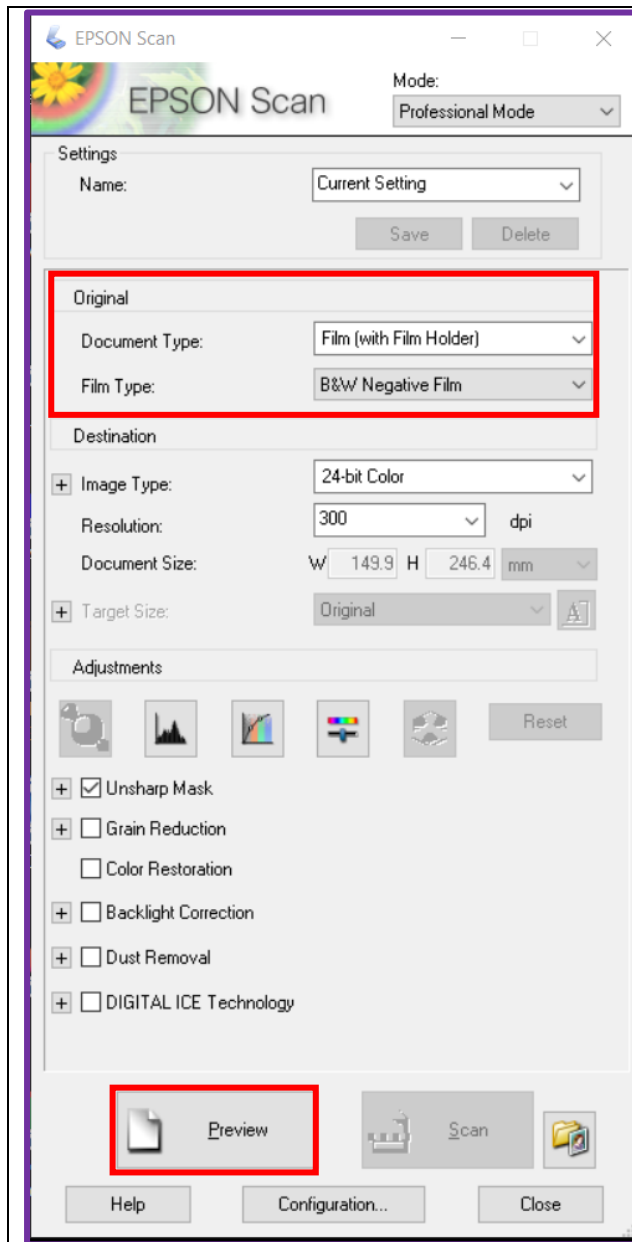 EPSON Scan
EPSON Scan
Mode:
Professional Mode
Settings
Name: Current Setting
Save Delete
Original
Document Type: Film (with Film Holder)
Film Type: B&W Negative Film
Destination
Image Type: 24-bit Color
Resolution: 300 dpi
Document Size: W 149.9 H 246.4 mm
Target Size: Original A
Adjustments
Reset
Unsharp Mask
Grain Reduction
Color Restoration
Backlight Correction
Dust Removal
DIGITAL ICE Technology
Preview Scan
Help Configuration... Close